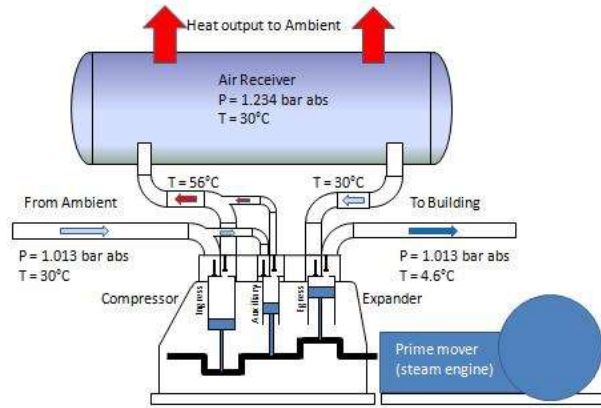 Heat output to Ambient
Air Receiver
P = 1.234 bar abs
T = 30°C
T = 56°C
T = 30°C
From Ambient
To Building
P = 1.013 bar abs
T = 30°C
P = 1.013 bar abs
T = 4.6°C
Compressor
Ingress
Auxiliary
Egress
Expander
Prime mover
(steam engine)